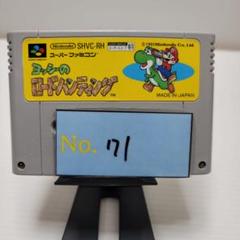 Nintendo SHVC-RH
スーパーファミコン
ヨッシーの
ロードハンティング
TM
© 1993 Nintendo Co., Ltd.
MADE IN JAPAN
No. 71